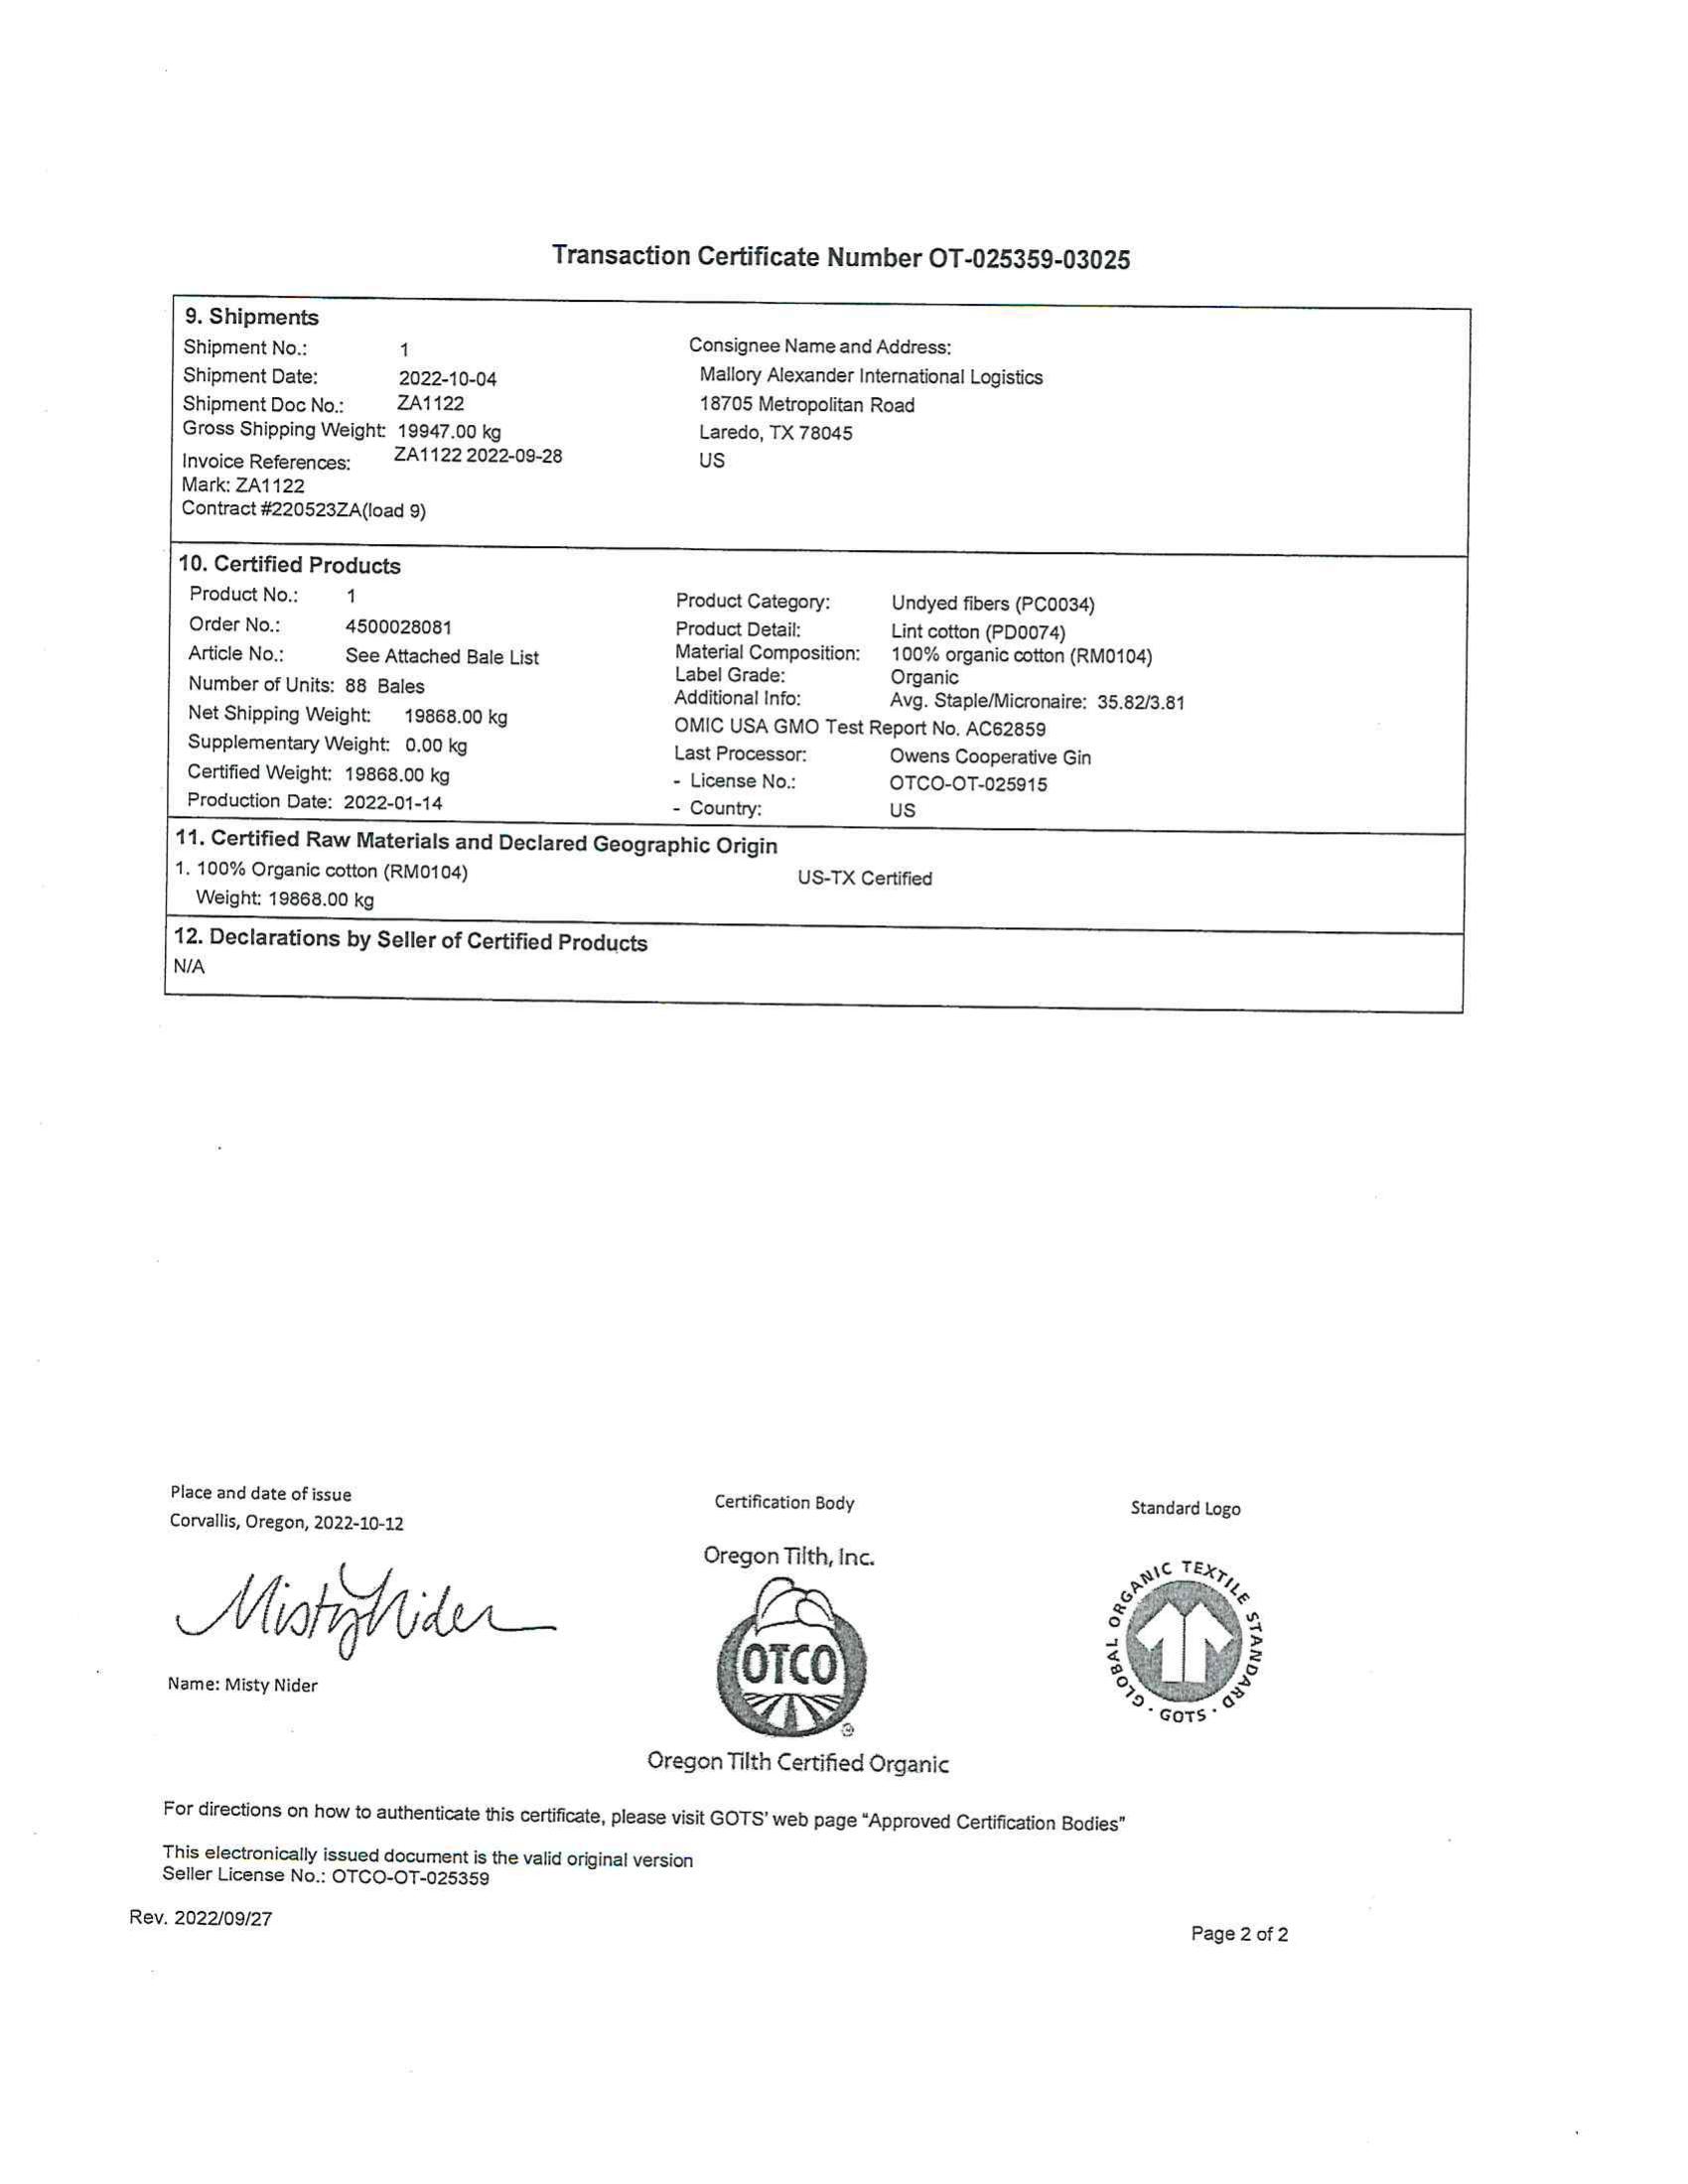 Transaction Certificate Number OT-025359-03025
9. Shipments
Shipment No.: 1
Shipment Date: 2022-10-04
Shipment Doc No.: ZA1122
Gross Shipping Weight: 19947.00 kg
Invoice References: ZA1122 2022-09-28
Mark: ZA1122
Contract #220523ZA(load 9)
Consignee Name and Address:
Mallory Alexander International Logistics
18705 Metropolitan Road
Laredo, TX 78045
US
10. Certified Products
Product No.: 1
Order No.: 4500028081
Article No.: See Attached Bale List
Number of Units: 88 Bales
Net Shipping Weight: 19868.00 kg
Supplementary Weight: 0.00 kg
Certified Weight: 19868.00 kg
Production Date: 2022-01-14
Product Category: Undyed fibers (PC0034)
Product Detail: Lint cotton (PD0074)
Material Composition: 100% organic cotton (RM0104)
Label Grade: Organic
Additional Info: Avg. Staple/Micronaire: 35.82/3.81
OMIC USA GMO Test Report No. AC62859
Last Processor: Owens Cooperative Gin
- License No.: OTCO-OT-025915
- Country: US
11. Certified Raw Materials and Declared Geographic Origin
1. 100% Organic cotton (RM0104) US-TX Certified
Weight: 19868.00 kg
12. Declarations by Seller of Certified Products
N/A
Place and date of issue
Corvallis, Oregon, 2022-10-12
Misty Nider
Name: Misty Nider
Certification Body
Oregon Tilth, Inc.
OTCO
®
Oregon Tilth Certified Organic
Standard Logo
GLOBAL ORGANIC TEXTILE STANDARD · GOTS ·
For directions on how to authenticate this certificate, please visit GOTS' web page "Approved Certification Bodies"
This electronically issued document is the valid original version
Seller License No.: OTCO-OT-025359
Rev. 2022/09/27
Page 2 of 2